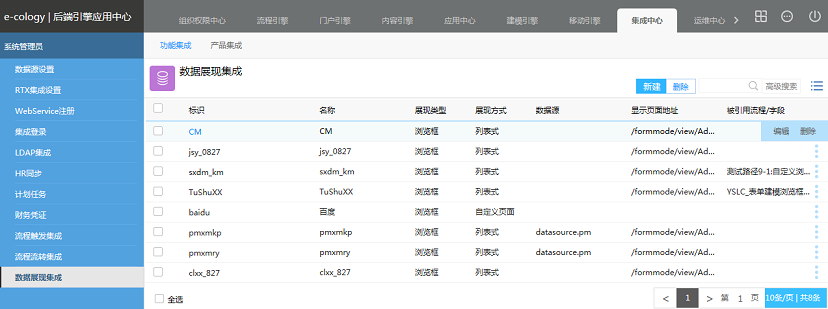 e-cology | 后端引擎应用中心
组织权限中心 流程引擎 门户引擎 内容引擎 应用中心 建模引擎 移动引擎 集成中心 运维中心
系统管理员
功能集成 产品集成
数据源设置
RTX集成设置
WebService注册
集成登录
LDAP集成
HR同步
计划任务
财务凭证
流程触发集成
流程流转集成
数据展现集成
数据展现集成
新建 删除 高级搜索
标识 名称 展现类型 展现方式 数据源 显示页面地址 被引用流程/字段
CM CM 浏览框 列表式 /formmode/view/Ad... 编辑 删除
jsy_0827 jsy_0827 浏览框 列表式 /formmode/view/Ad...
sxdm_km sxdm_km 浏览框 列表式 /formmode/view/Ad... 测试路径9-1:自定义浏...
TuShuXX TuShuXX 浏览框 列表式 /formmode/view/Ad... YSLC_表单建模浏览框...
baidu 百度 浏览框 自定义页面
pmxmkp pmxmkp 浏览框 列表式 datasource.pm /formmode/view/Ad...
pmxmry pmxmry 浏览框 列表式 datasource.pm /formmode/view/Ad...
clxx_827 clxx_827 浏览框 列表式 /formmode/view/Ad...
全选
< 1 > 第 1 页 10条/页 | 共8条